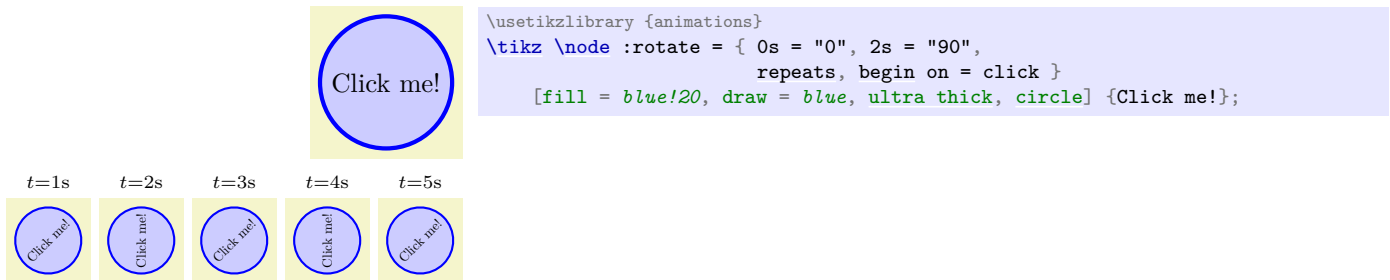 Click me!
\usetikzlibrary {animations}
\tikz \node :rotate = { 0s = "0", 2s = "90",
repeats, begin on = click }
[fill = blue!20, draw = blue, ultra thick, circle] {Click me!};
t=1s t=2s t=3s t=4s t=5s
Click me! Click me! Click me! Click me! Click me!